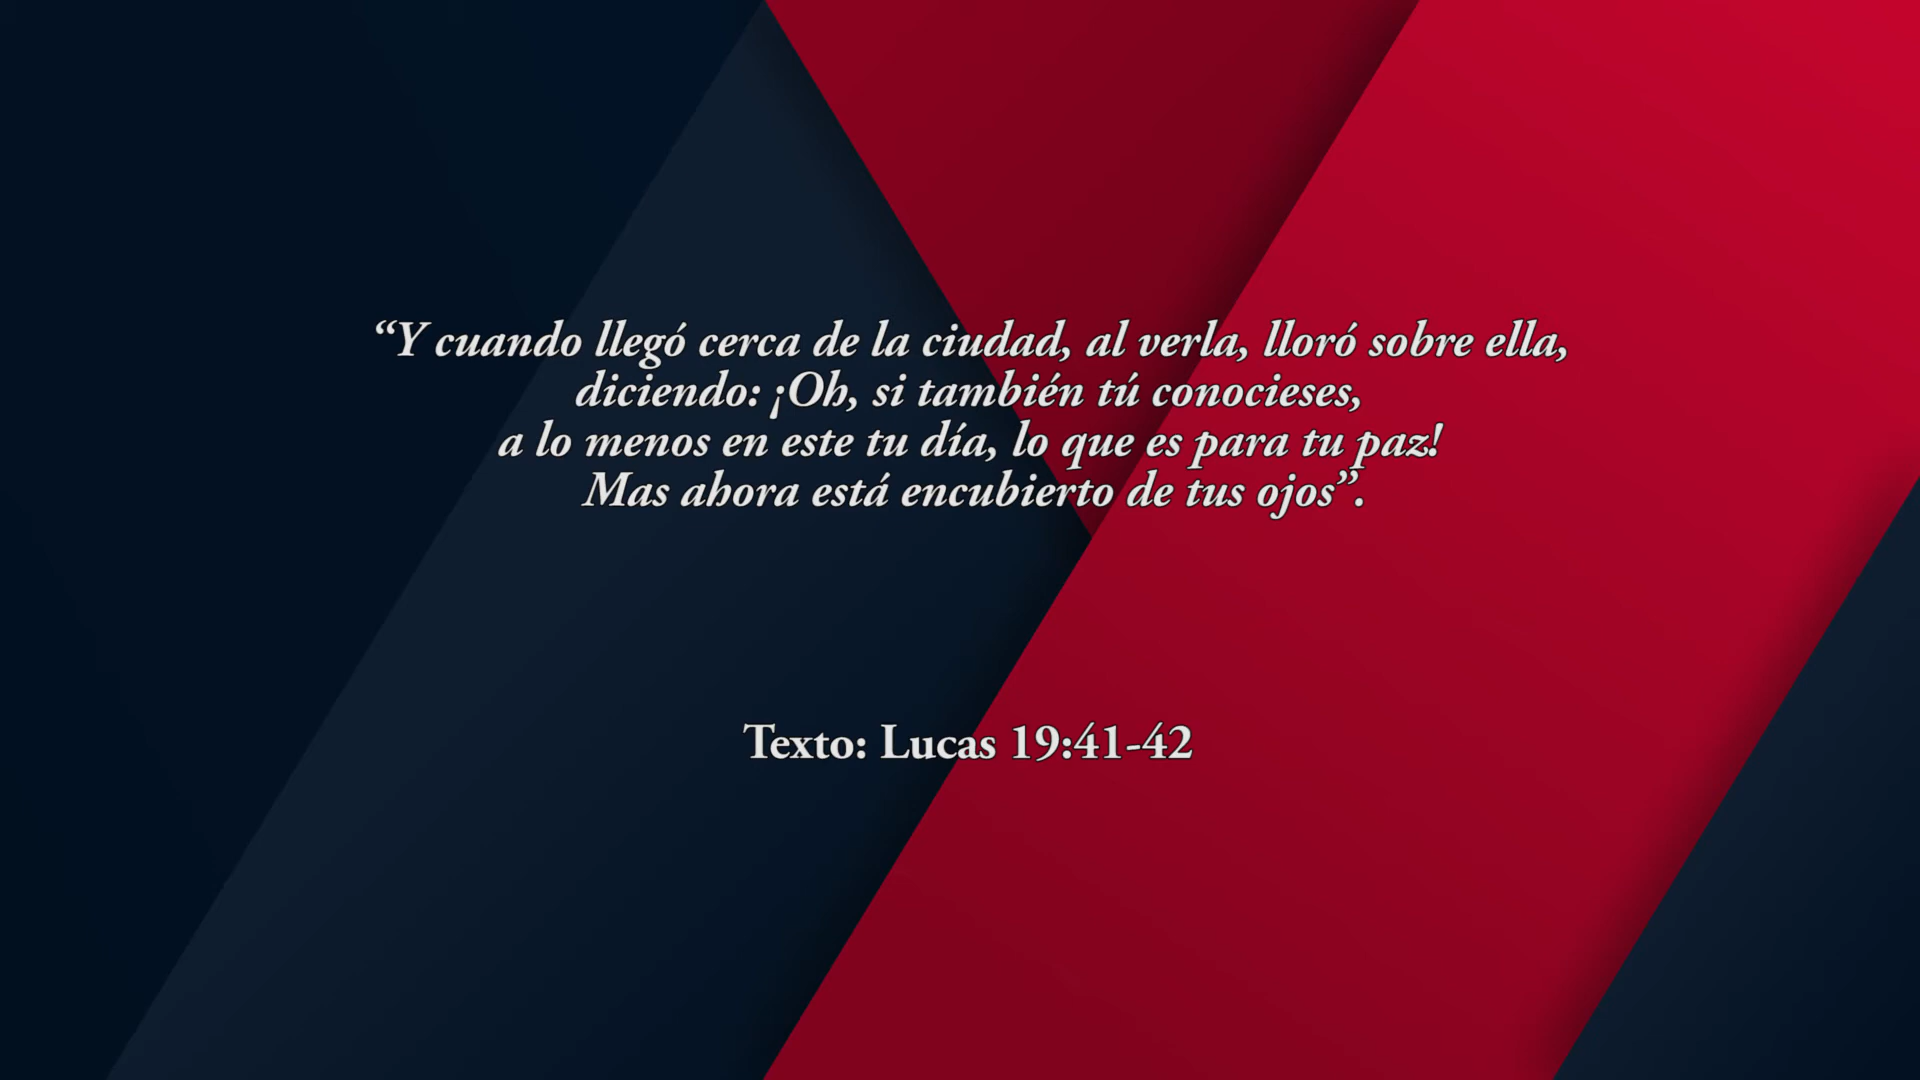 “Y cuando llegó cerca de la ciudad, al verla, lloró sobre ella,
diciendo: ¡Oh, si también tú conocieses,
a lo menos en este tu día, lo que es para tu paz!
Mas ahora está encubierto de tus ojos”.
Texto: Lucas 19:41-42